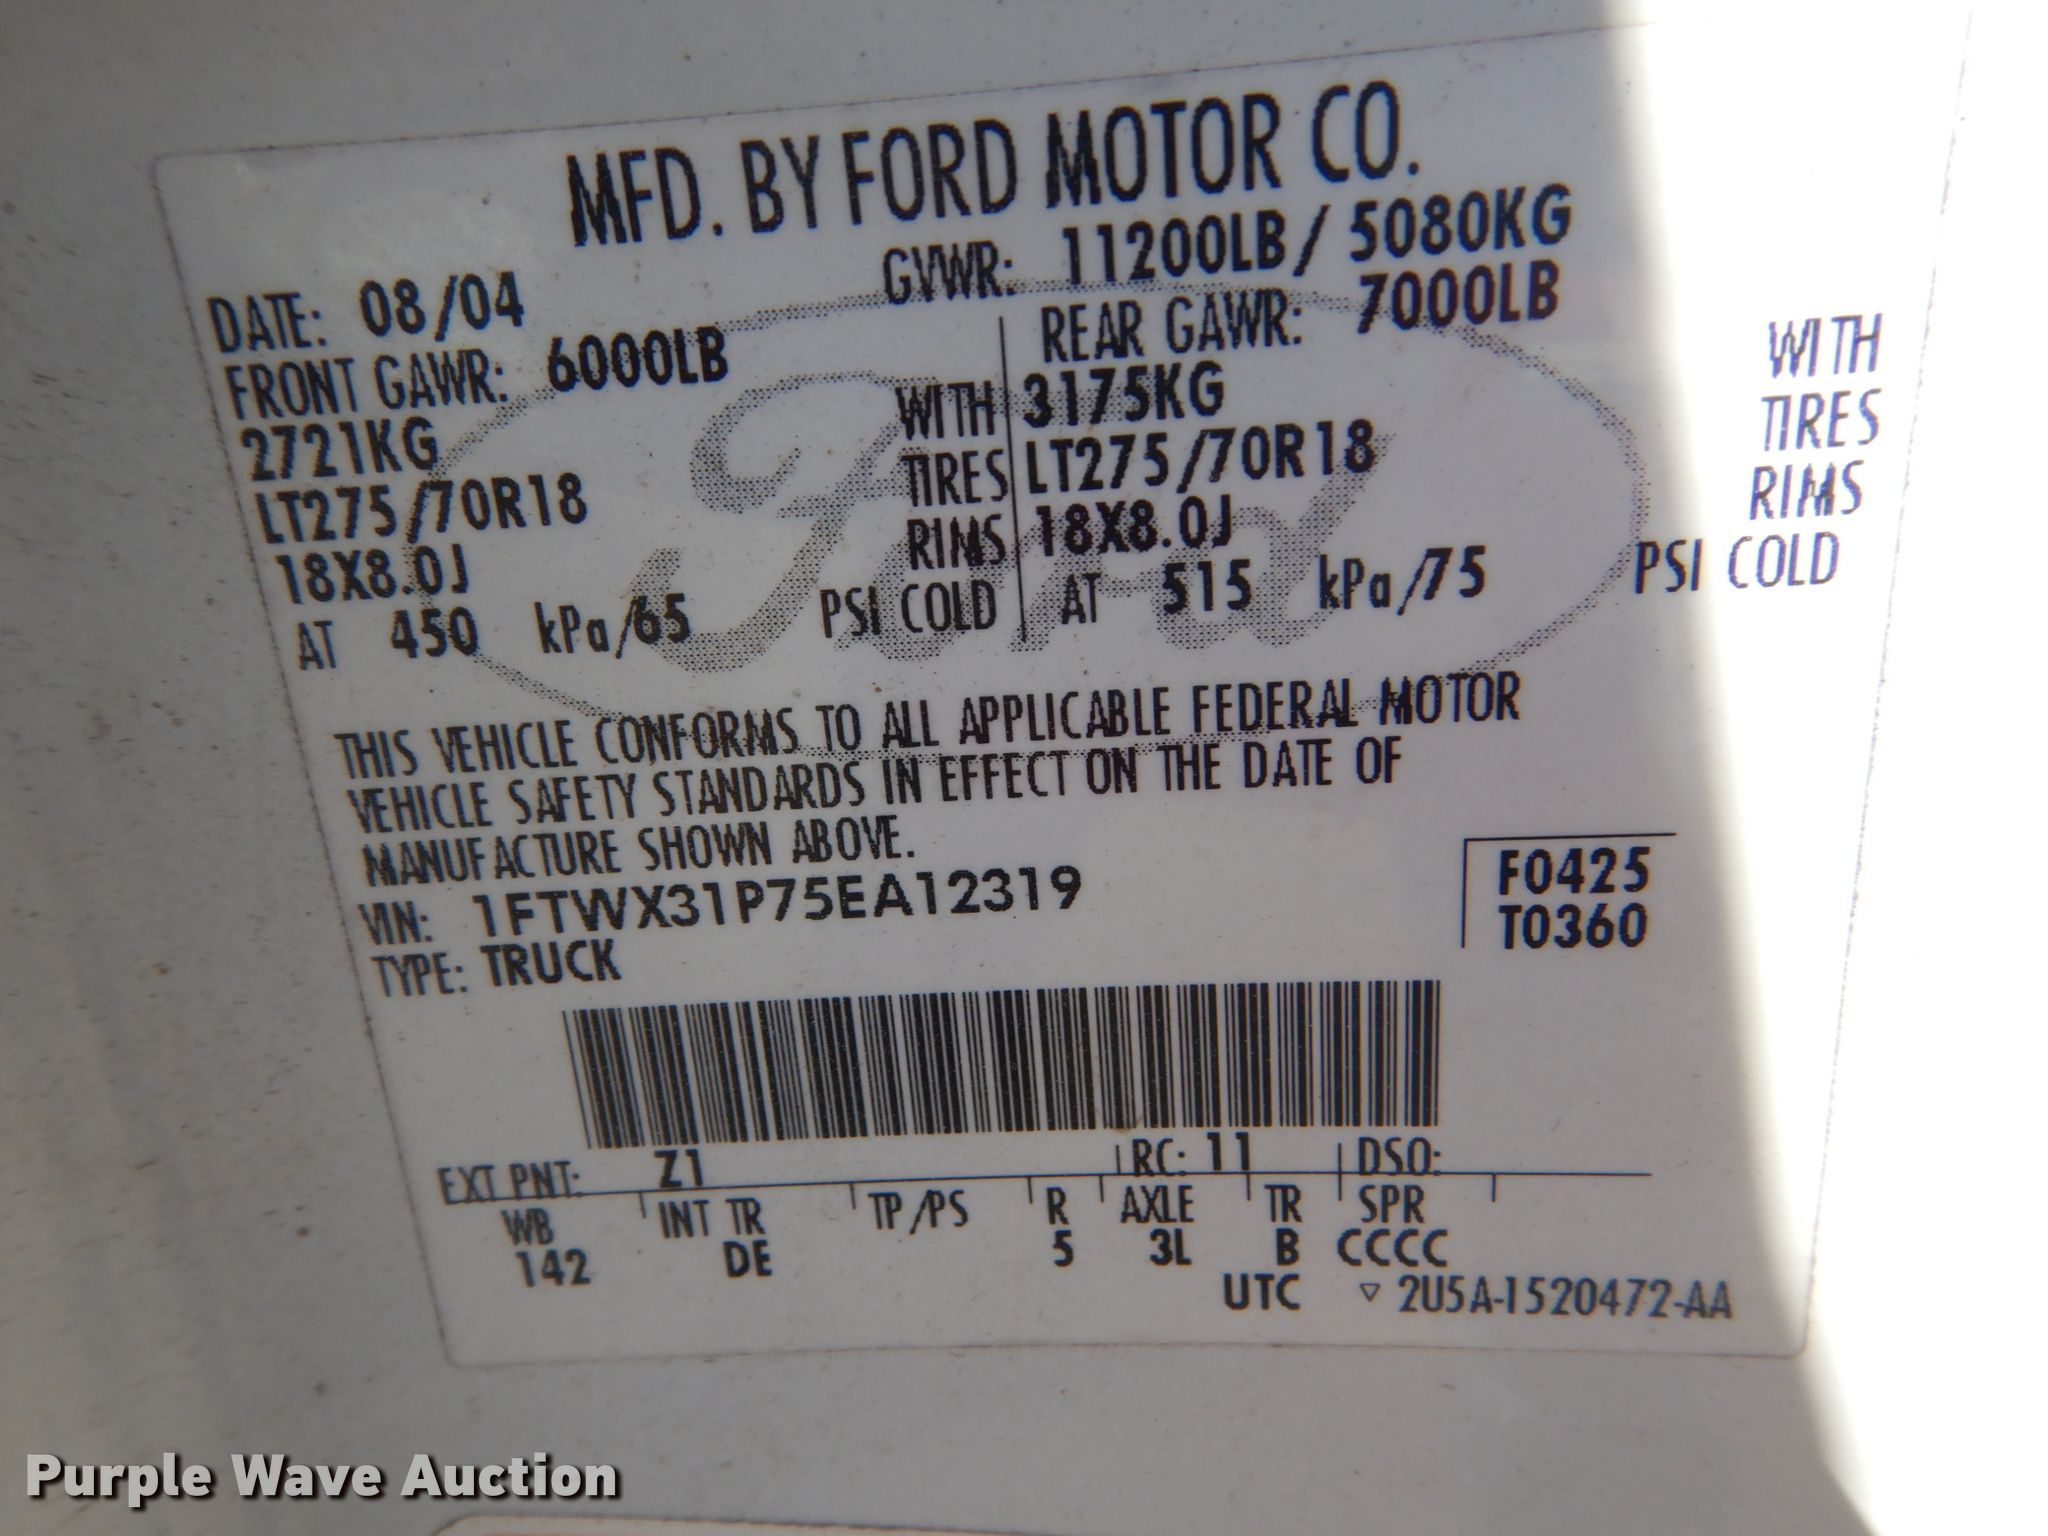 MFD. BY FORD MOTOR CO.
DATE: 08/04 GVWR: 11200LB/ 5080KG
FRONT GAWR: 6000LB REAR GAWR: 7000LB
2721KG WITH 3175KG WITH
LT275/70R18 TIRES LT275/70R18 TIRES
18X8.0J RIMS 18X8.0J RIMS
AT 450 kPa/65 PSI COLD AT 515 kPa/75 PSI COLD
Ford
THIS VEHICLE CONFORMS TO ALL APPLICABLE FEDERAL MOTOR
VEHICLE SAFETY STANDARDS IN EFFECT ON THE DATE OF
MANUFACTURE SHOWN ABOVE.
VIN: 1FTWX31P75EA12319 F0425
TYPE: TRUCK T0360
EXT PNT: Z1 RC: 11 DSO:
WB INT TR TP/PS R AXLE TR SPR
142 DE 5 3L B CCCC
UTC ▽ 2U5A-1520472-AA
Purple Wave Auction